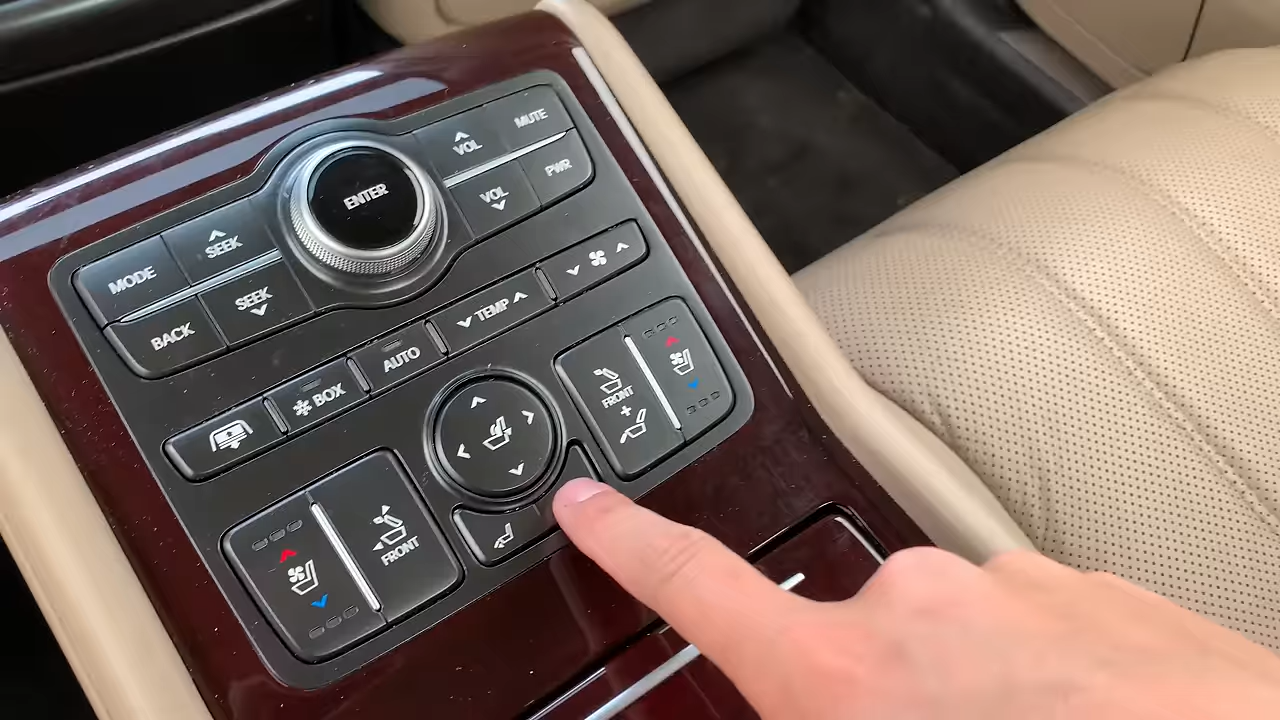 MUTE
VOL
PWR
ENTER
VOL
SEEK
MODE
SEEK
BACK
TEMP
AUTO
BOX
FRONT
+
FRONT